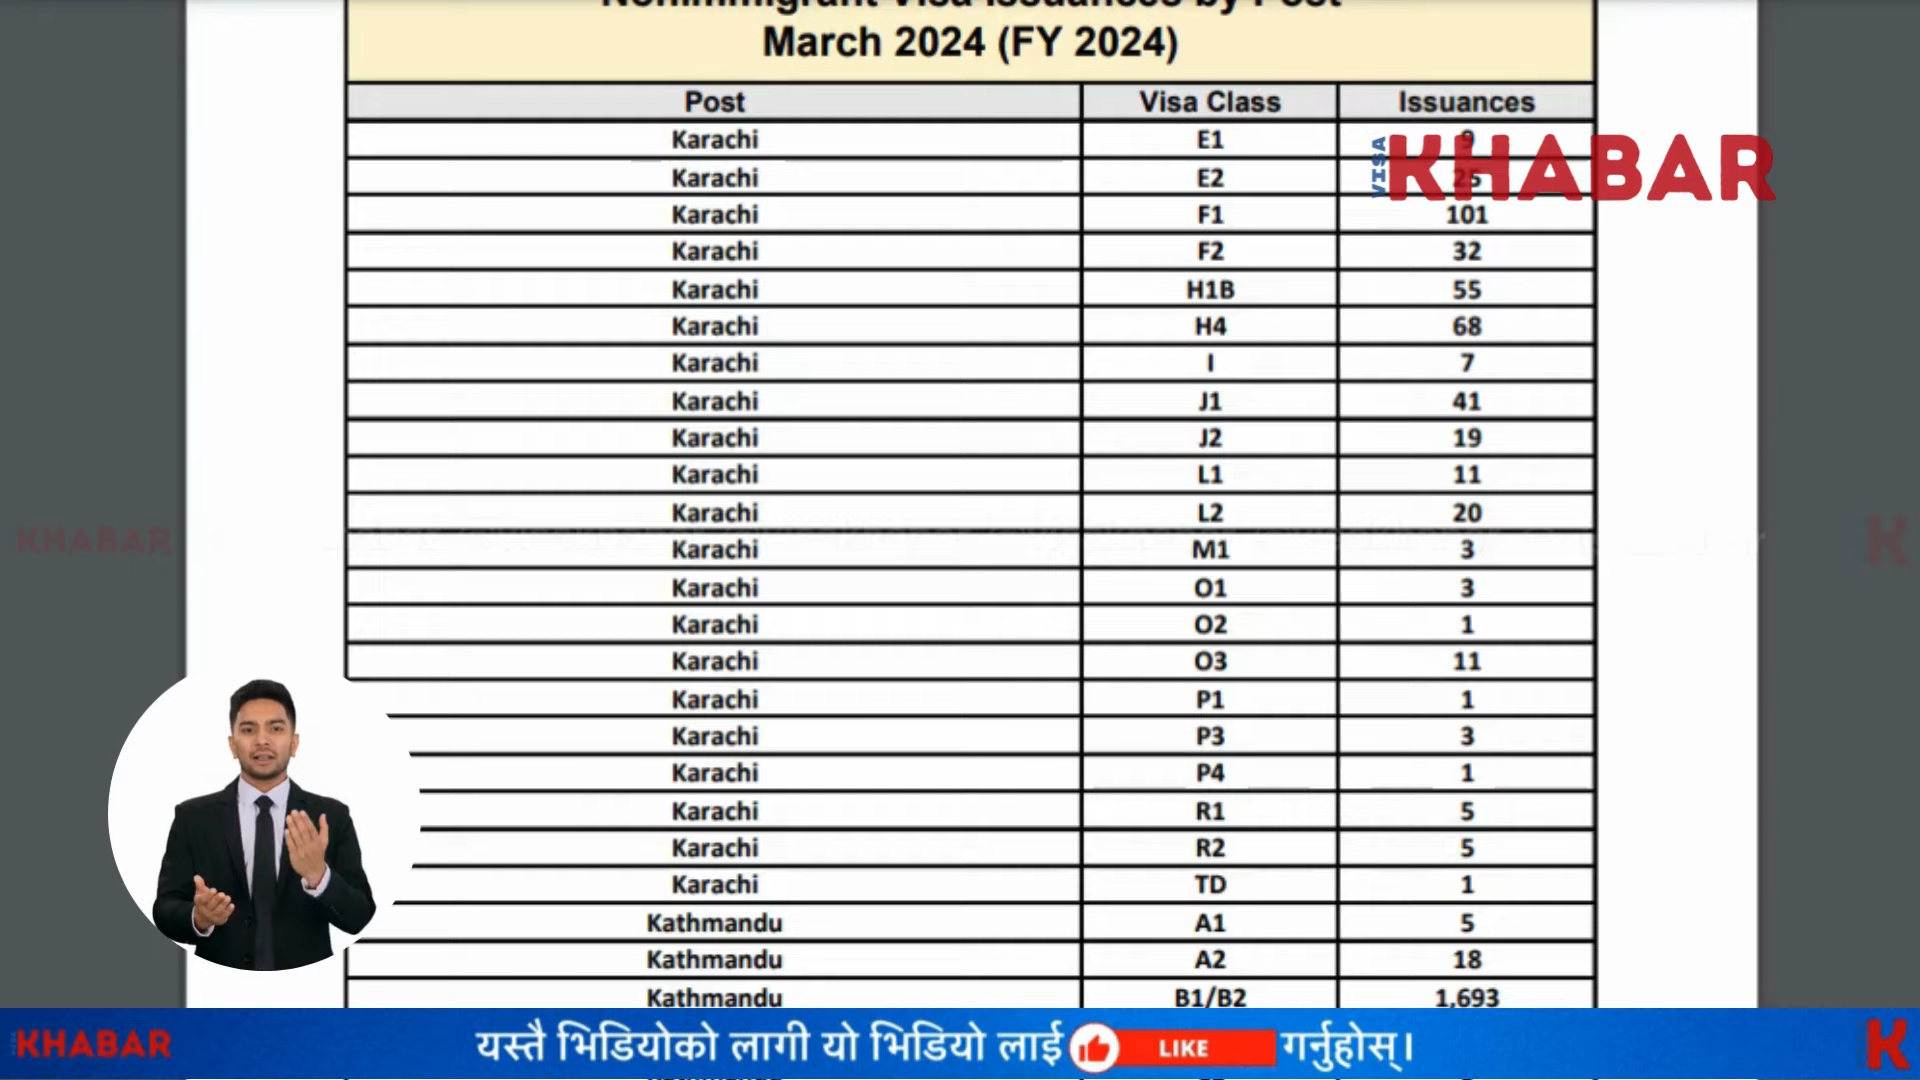 Nonimmigrant Visa Issuances by Post
March 2024 (FY 2024)
Post Visa Class Issuances
Karachi E1 9
Karachi E2 25
VISA KHABAR
Karachi F1 101
Karachi F2 32
Karachi H1B 55
Karachi H4 68
Karachi I 7
Karachi J1 41
Karachi J2 19
Karachi L1 11
Karachi L2 20
KHABAR K
Karachi M1 3
Karachi O1 3
Karachi O2 1
Karachi O3 11
Karachi P1 1
Karachi P3 3
Karachi P4 1
Karachi R1 5
Karachi R2 5
Karachi TD 1
Kathmandu A1 5
Kathmandu A2 18
Kathmandu B1/B2 1,693
KHABAR यस्तै भिडियोको लागी यो भिडियो लाई LIKE गर्नुहोस्। K
Kathmandu